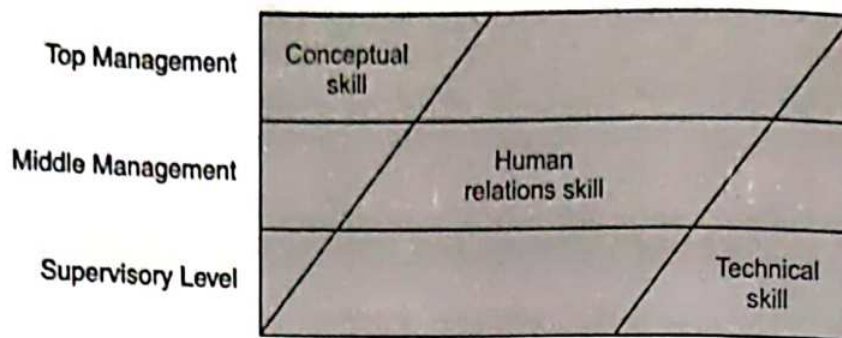 Top Management
Conceptual
skill
Middle Management
Human
relations skill
Supervisory Level
Technical
skill